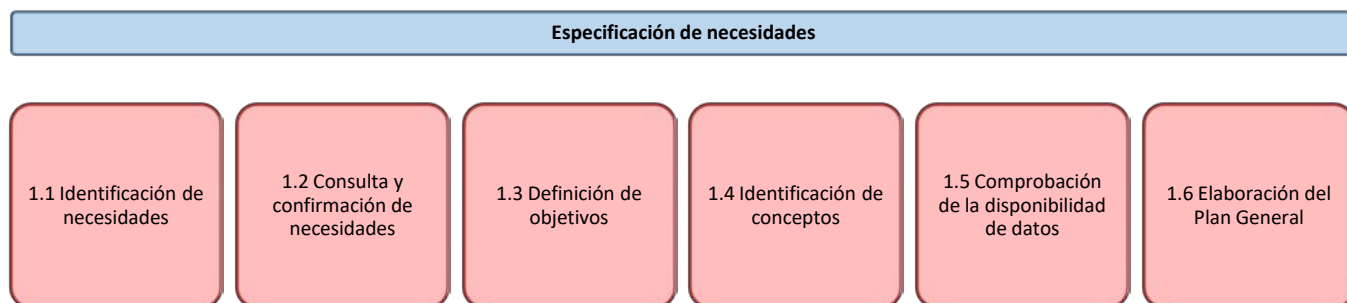 Especificación de necesidades
1.1 Identificación de
necesidades
1.2 Consulta y
confirmación de
necesidades
1.3 Definición de
objetivos
1.4 Identificación de
conceptos
1.5 Comprobación
de la disponibilidad
de datos
1.6 Elaboración del
Plan General